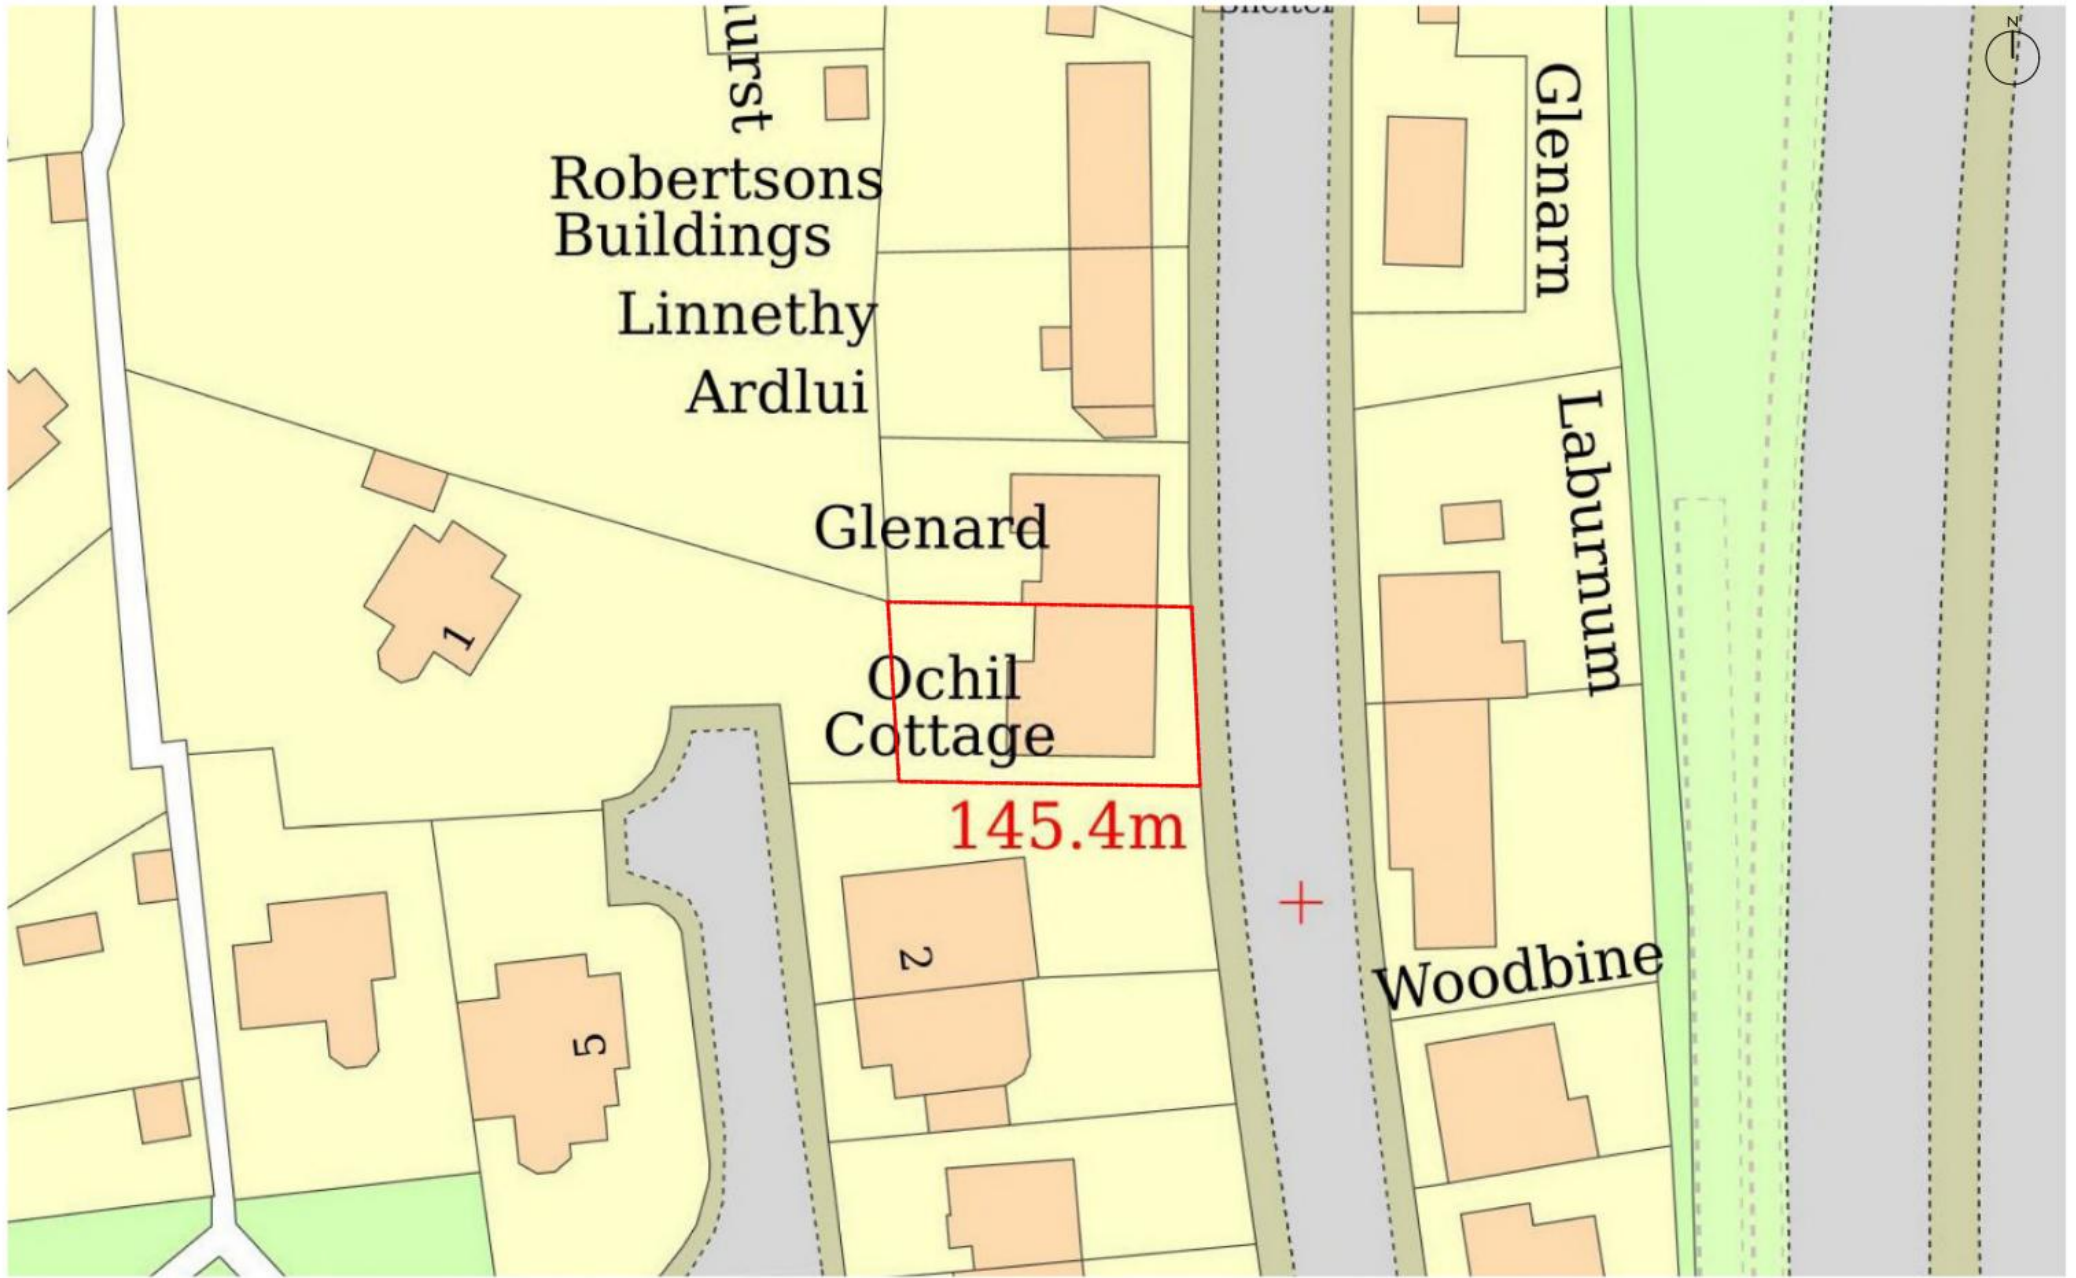 N
Glenarn
Robertsons
Buildings
Linnethy
Ardlui
Laburnum
Glenard
1
Ochil
Cottage
145.4m
2
Woodbine
5